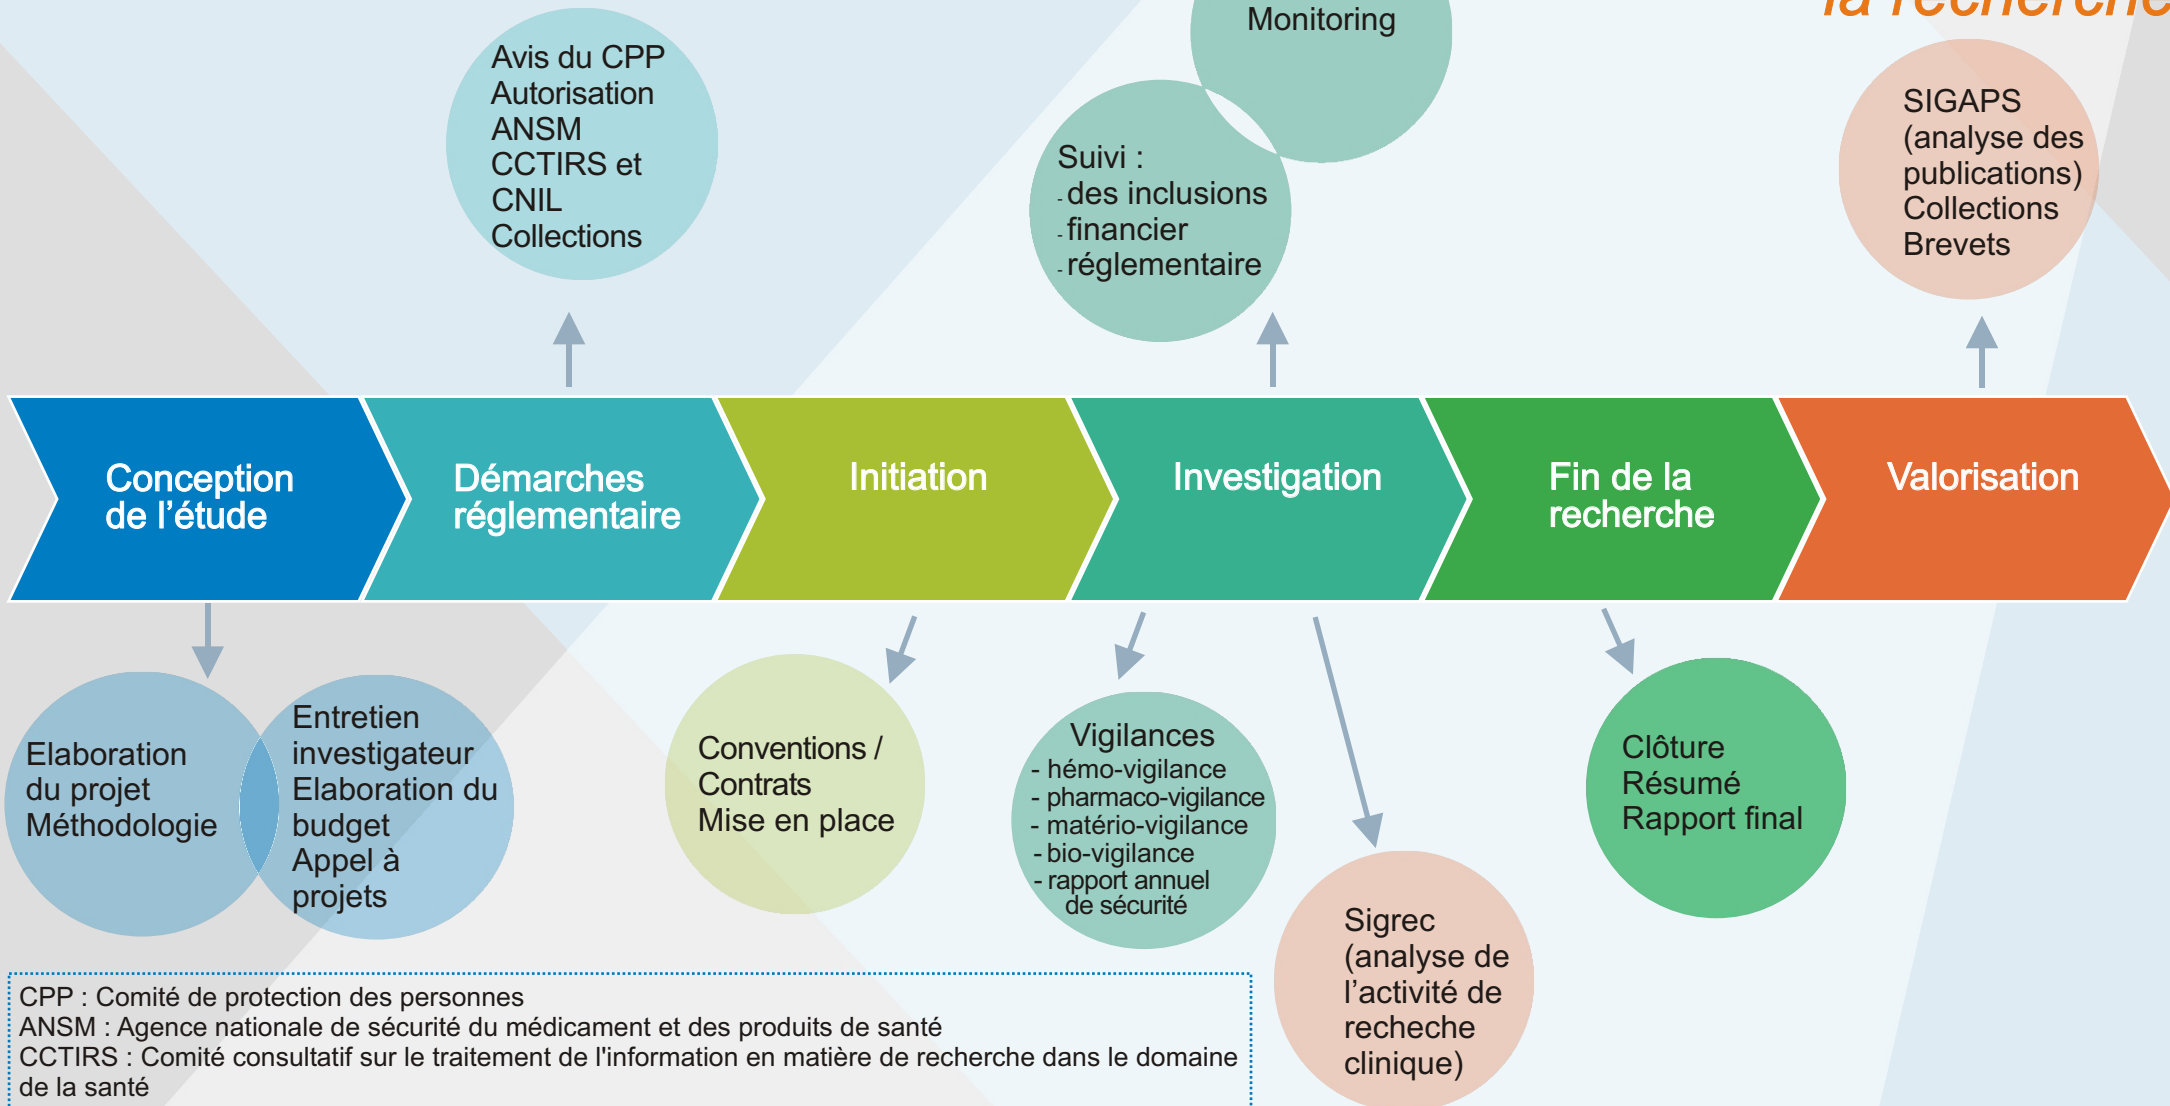 la recherche
Monitoring
Avis du CPP
Autorisation
ANSM
CCTIRS et
CNIL
Collections
Suivi :
- des inclusions
- financier
- réglementaire
SIGAPS
(analyse des
publications)
Collections
Brevets
Conception
de l’étude
Démarches
réglementaire
Initiation
Investigation
Fin de la
recherche
Valorisation
Elaboration
du projet
Méthodologie
Entretien
investigateur
Elaboration du
budget
Appel à
projets
Conventions /
Contrats
Mise en place
Vigilances
- hémo-vigilance
- pharmaco-vigilance
- matério-vigilance
- bio-vigilance
- rapport annuel
de sécurité
Sigrec
(analyse de
l’activité de
recheche
clinique)
Clôture
Résumé
Rapport final
CPP : Comité de protection des personnes
ANSM : Agence nationale de sécurité du médicament et des produits de santé
CCTIRS : Comité consultatif sur le traitement de l'information en matière de recherche dans le domaine
de la santé